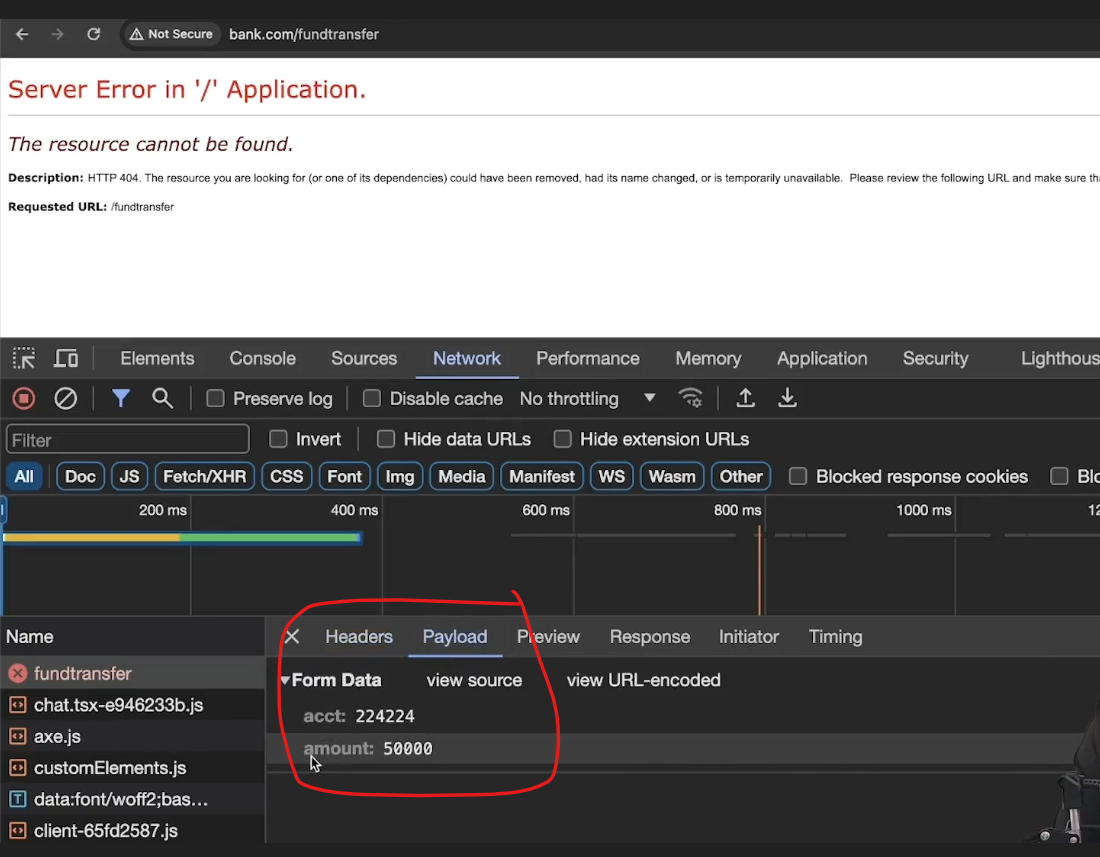 Not Secure bank.com/fundtransfer
Server Error in '/' Application.
The resource cannot be found.
Description: HTTP 404. The resource you are looking for (or one of its dependencies) could have been removed, had its name changed, or is temporarily unavailable. Please review the following URL and make sure tha
Requested URL: /fundtransfer
Elements Console Sources Network Performance Memory Application Security Lighthous
Preserve log Disable cache No throttling
Filter Invert Hide data URLs Hide extension URLs
All Doc JS Fetch/XHR CSS Font Img Media Manifest WS Wasm Other Blocked response cookies Blo
200 ms 400 ms 600 ms 800 ms 1000 ms 12
Name Headers Payload Preview Response Initiator Timing
fundtransfer Form Data view source view URL-encoded
chat.tsx-e946233b.js acct: 224224
axe.js amount: 50000
customElements.js
data:font/woff2;bas...
client-65fd2587.js